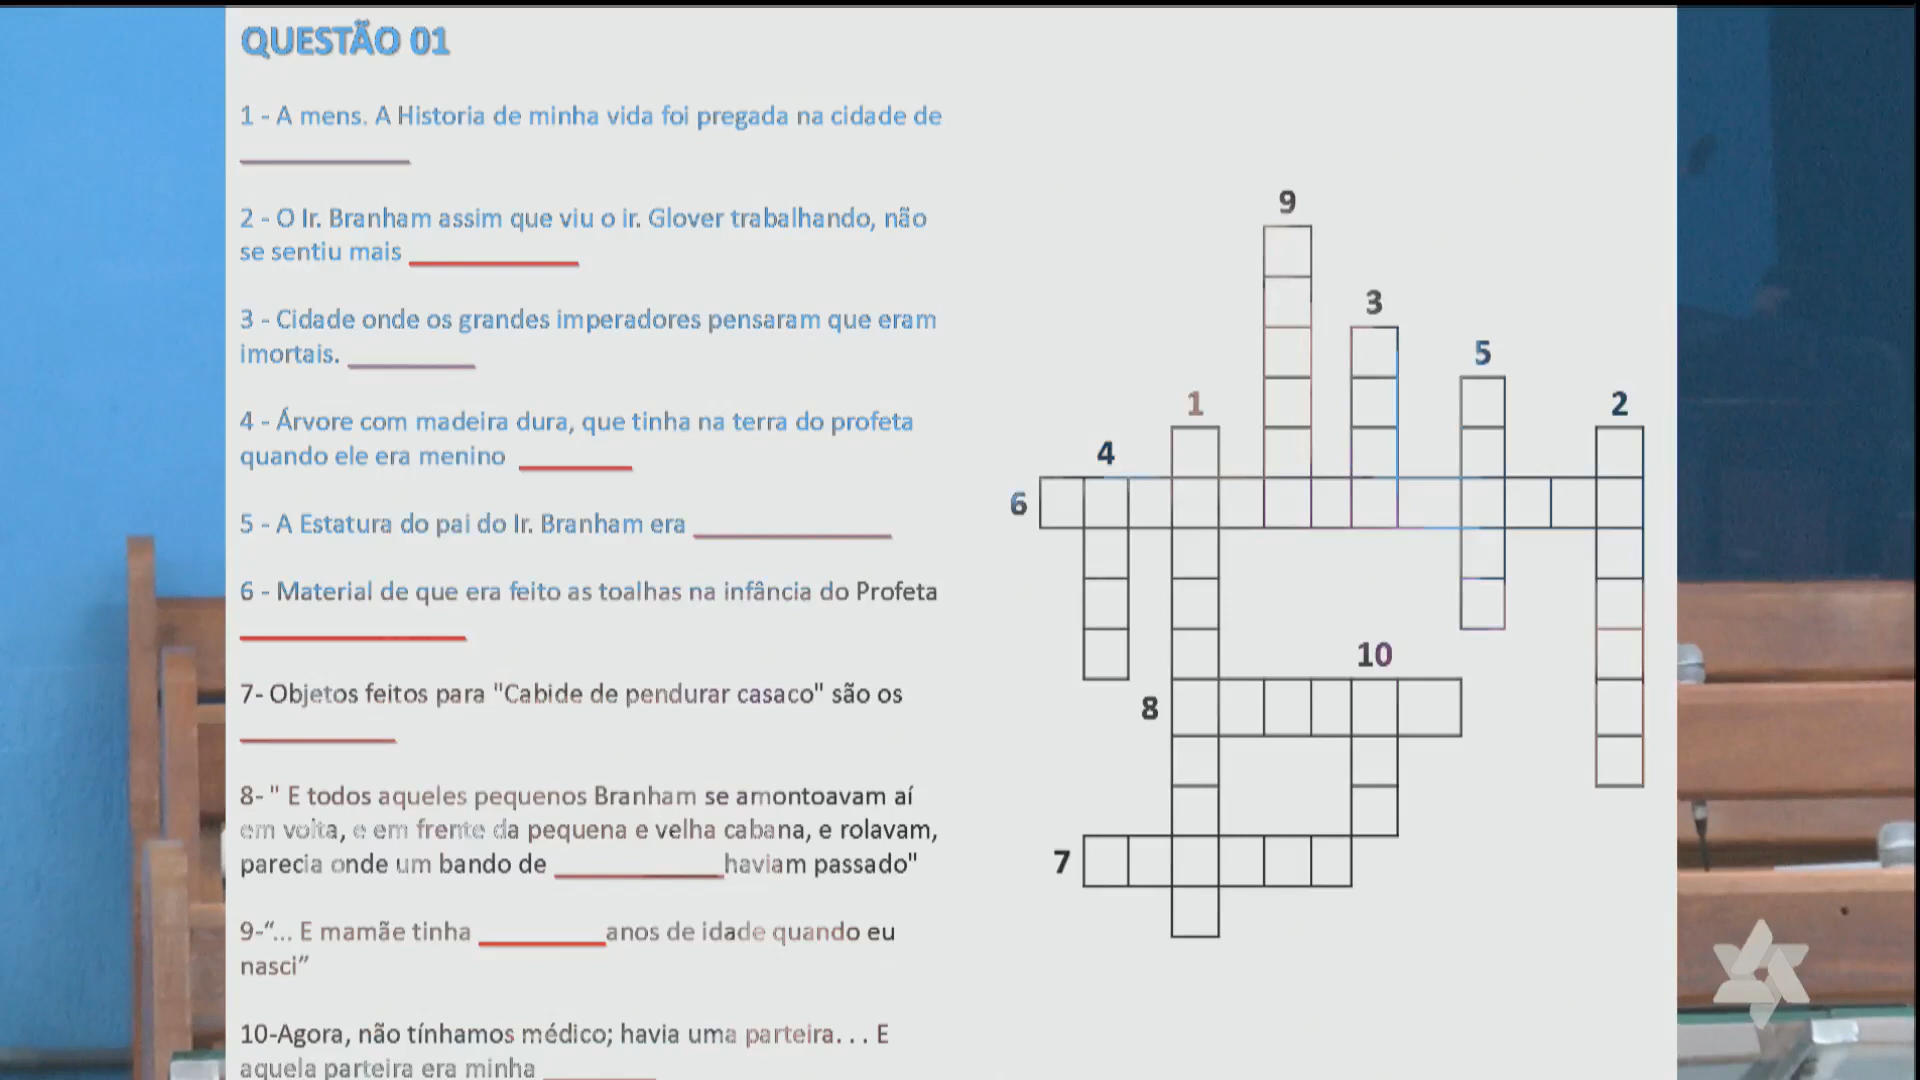 QUESTÃO 01
1 - A mens. A Historia de minha vida foi pregada na cidade de
2 - O Ir. Branham assim que viu o ir. Glover trabalhando, não
se sentiu mais
3 - Cidade onde os grandes imperadores pensaram que eram
imortais.
4 - Árvore com madeira dura, que tinha na terra do profeta
quando ele era menino
5 - A Estatura do pai do Ir. Branham era
6 - Material de que era feito as toalhas na infância do Profeta
7- Objetos feitos para "Cabide de pendurar casaco" são os
8- " E todos aqueles pequenos Branham se amontoavam aí
em volta, e em frente da pequena e velha cabana, e rolavam,
parecia onde um bando de haviam passado"
9-“... E mamãe tinha anos de idade quando eu
nasci”
10-Agora, não tínhamos médico; havia uma parteira. . . E
aquela parteira era minha
9
3
5
1
2
4
6
10
8
7